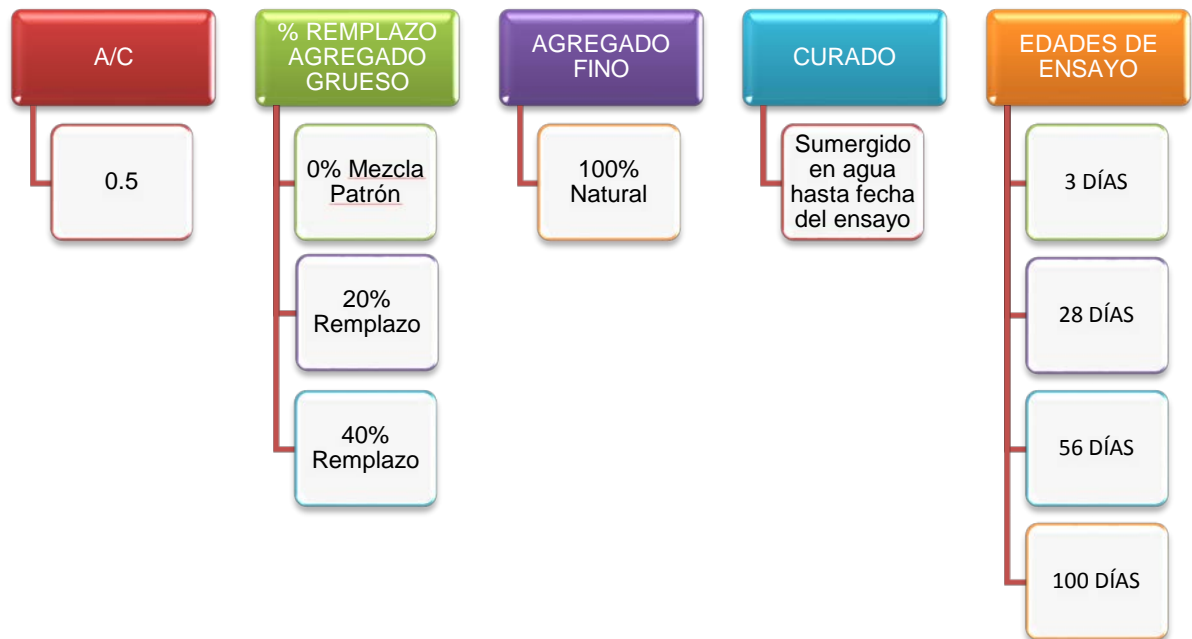 A/C
0.5
% REMPLAZO
AGREGADO
GRUESO
0% Mezcla
Patrón
20%
Remplazo
40%
Remplazo
AGREGADO
FINO
100%
Natural
CURADO
Sumergido
en agua
hasta fecha
del ensayo
EDADES DE
ENSAYO
3 DÍAS
28 DÍAS
56 DÍAS
100 DÍAS